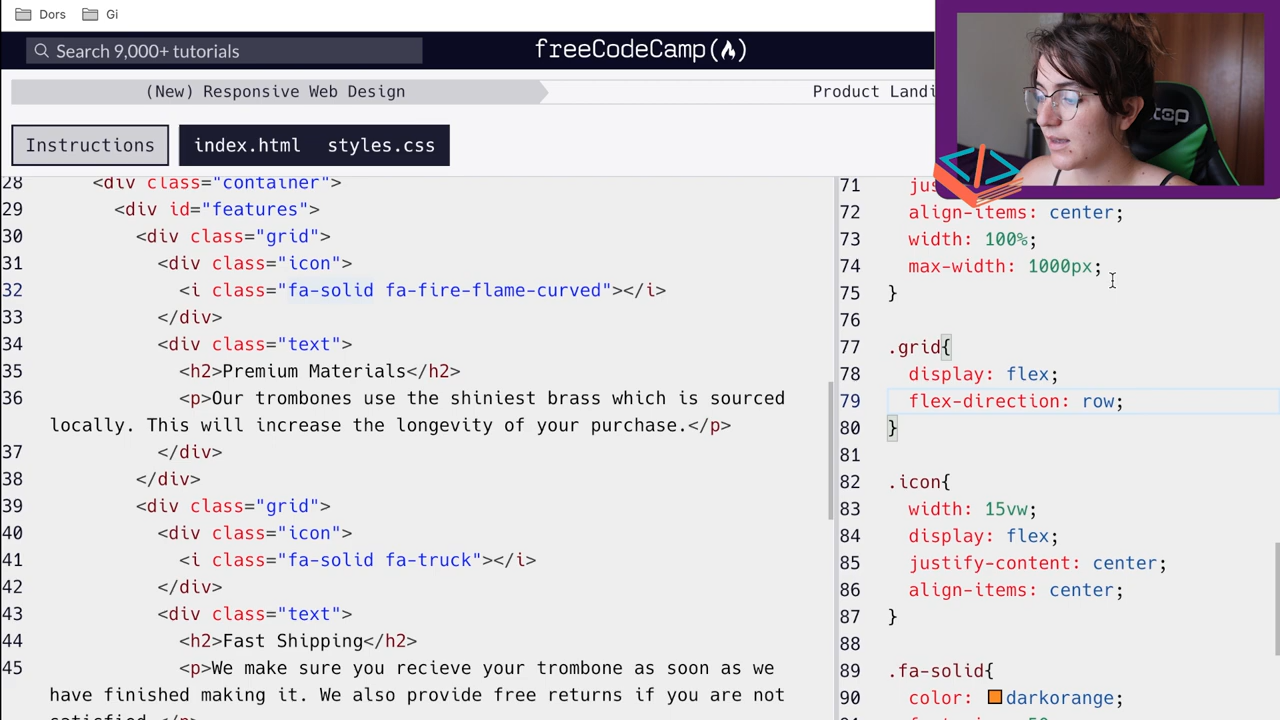 Dors Gi
Search 9,000+ tutorials
freeCodeCamp
(New) Responsive Web Design
Instructions
index.html styles.css
28 <div class="container">
29 <div id="features">
30 <div class="grid">
31 <div class="icon">
32 <i class="fa-solid fa-fire-flame-curved"></i>
33 </div>
34 <div class="text">
35 <h2>Premium Materials</h2>
36 <p>Our trombones use the shiniest brass which is sourced
locally. This will increase the longevity of your purchase.</p>
37 </div>
38 </div>
39 <div class="grid">
40 <div class="icon">
41 <i class="fa-solid fa-truck"></i>
42 </div>
43 <div class="text">
44 <h2>Fast Shipping</h2>
45 <p>We make sure you recieve your trombone as soon as we
have finished making it. We also provide free returns if you are not
Product Landi
71 jus
72 align-items: center;
73 width: 100%;
74 max-width: 1000px;
75 }
76
77 .grid{
78 display: flex;
79 flex-direction: row;
80 }
81
82 .icon{
83 width: 15vw;
84 display: flex;
85 justify-content: center;
86 align-items: center;
87 }
88
89 .fa-solid{
90 color: darkorange;